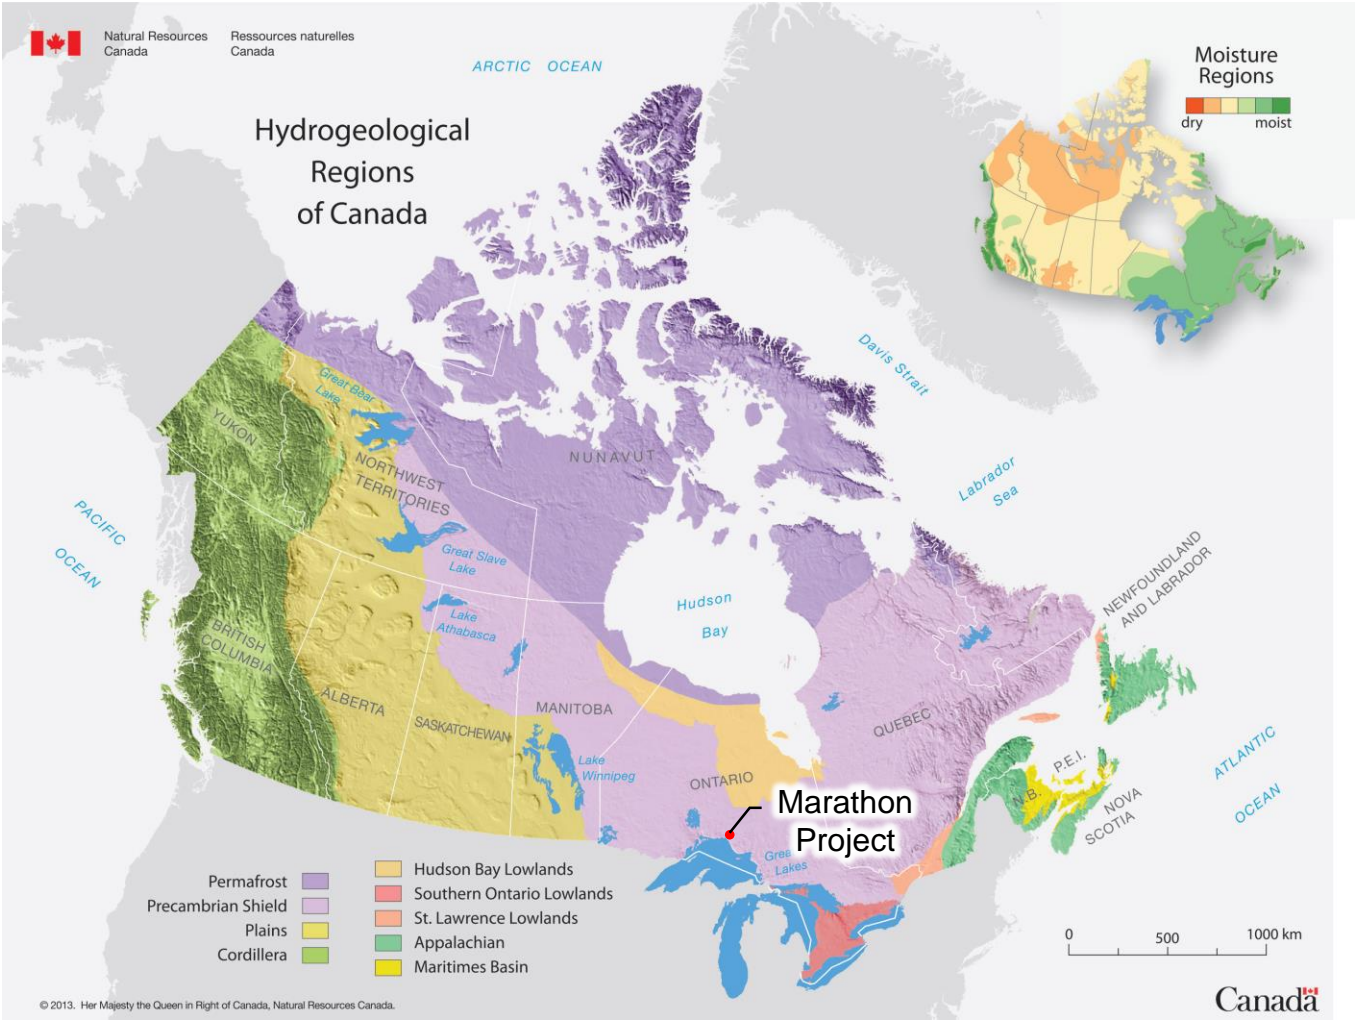 Natural Resources
Canada
Ressources naturelles
Canada
ARCTIC OCEAN
Hydrogeological
Regions
of Canada
Moisture
Regions
dry
moist
Davis Strait
Labrador
Sea
Great Bear
Lake
YUKON
NORTHWEST
TERRITORIES
NUNAVUT
PACIFIC
OCEAN
Great Slave
Lake
Lake
Athabasca
Hudson
Bay
NEWFOUNDLAND
AND LABRADOR
BRITISH
COLUMBIA
ALBERTA
SASKATCHEWAN
MANITOBA
Lake
Winnipeg
ONTARIO
QUEBEC
P.E.I.
N.B.
NOVA
SCOTIA
ATLANTIC
OCEAN
Marathon
Project
Lakes
Permafrost
Precambrian Shield
Plains
Cordillera
Hudson Bay Lowlands
Southern Ontario Lowlands
St. Lawrence Lowlands
Appalachian
Maritimes Basin
0
500
1000 km
© 2013. Her Majesty the Queen in Right of Canada, Natural Resources Canada.
Canada